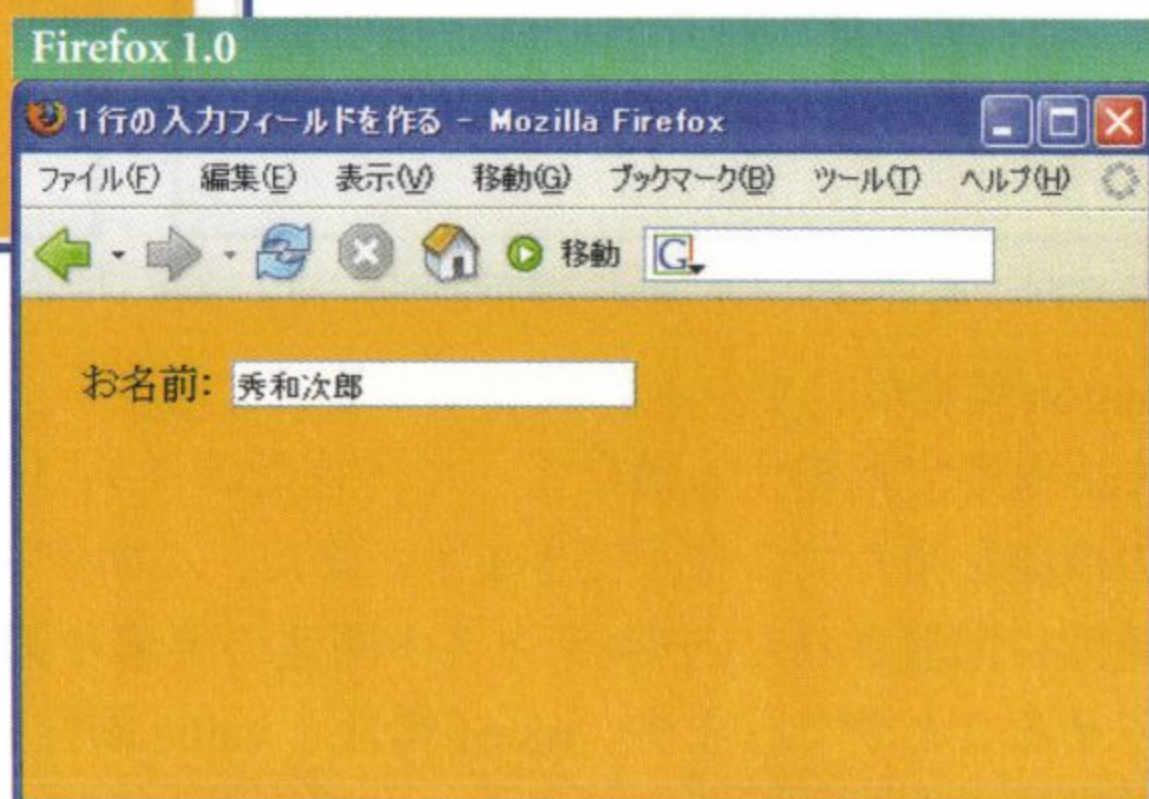 Firefox 1.0
1行の入力フィールドを作る - Mozilla Firefox
ファイル(F) 編集(E) 表示(V) 移動(G) ブックマーク(B) ツール(T) ヘルプ(H)
移動 G
お名前: 秀和次郎